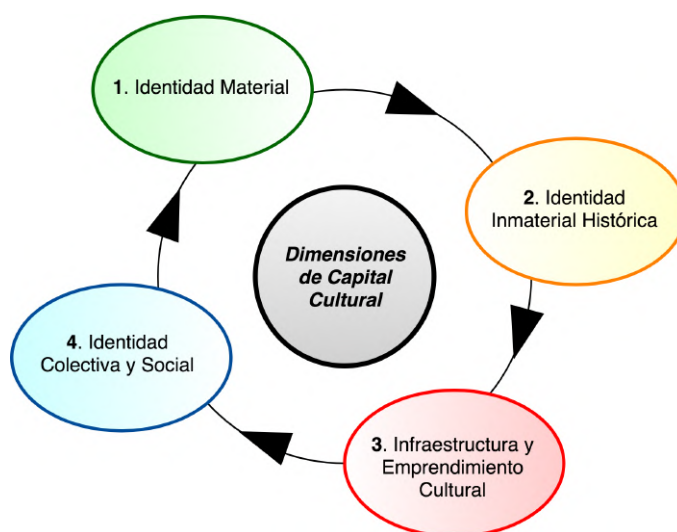 1. Identidad Material
2. Identidad
Inmaterial Histórica
Dimensiones
de Capital
Cultural
4. Identidad
Colectiva y Social
3. Infraestructura y
Emprendimiento
Cultural